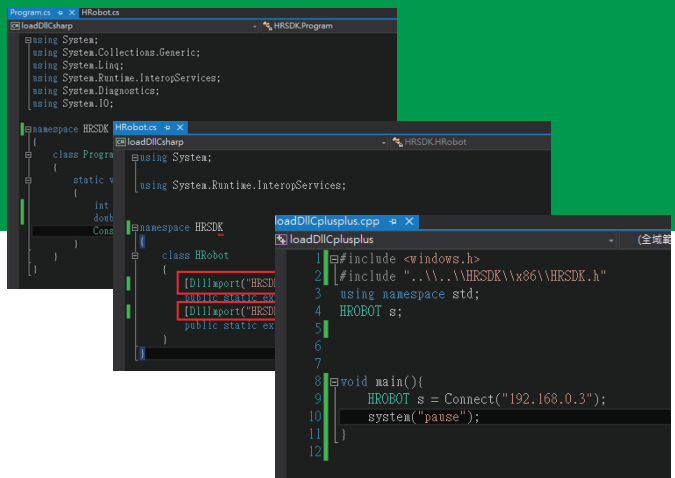 Program.cs
HRobot.cs
loadDllCsharp
HRSDK.Program
using System;
using System.Collections.Generic;
using System.Linq;
using System.Runtime.InteropServices;
using System.Diagnostics;
using System.IO;
namespace HRSDK
{
class Progra
{
static v
{
int
doub
Cons
}
}
}
HRobot.cs
loadDllCsharp
HRSDK.HRobot
using System;
using System.Runtime.InteropServices;
namespace HRSDK
{
class HRobot
{
[DllImport("HRSD
public static ex
[DllImport("HRSD
public static ex
}
}
loadDllCplusplus.cpp
loadDllCplusplus
(全域範
1 #include <windows.h>
2 #include "..\\..\\HRSDK\\x86\\HRSDK.h"
3 using namespace std;
4 HROBOT s;
5
6
7
8 void main(){
9 HROBOT s = Connect("192.168.0.3");
10 system("pause");
11 }
12